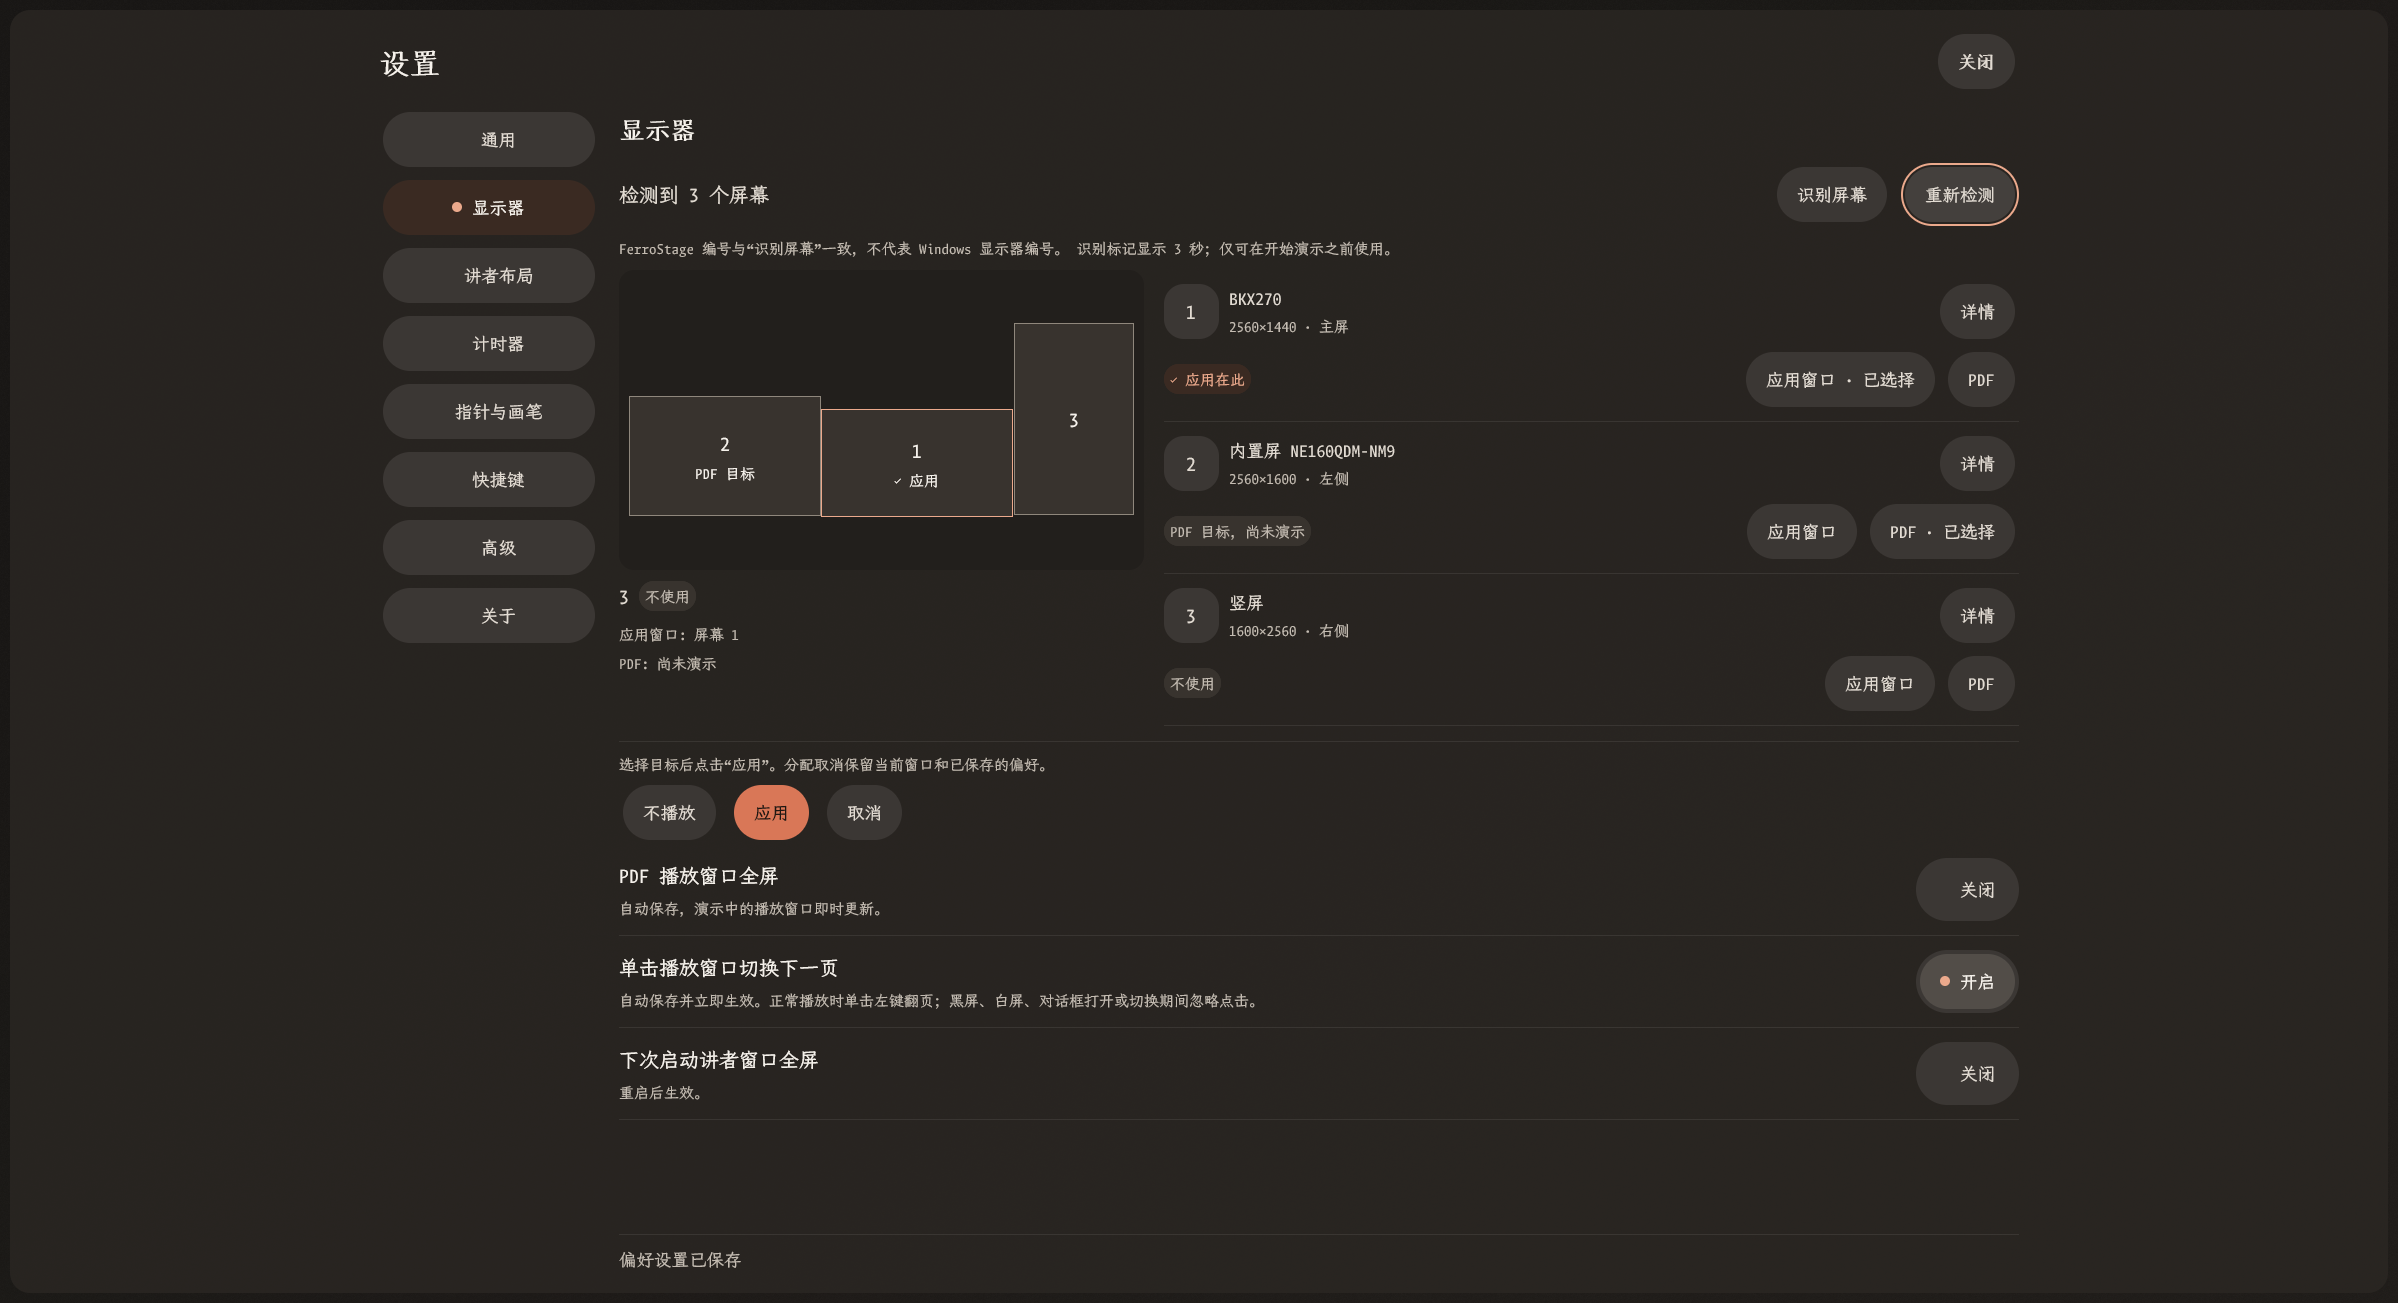 设置
关闭
通用
显示器
讲者布局
计时器
指针与画笔
快捷键
高级
关于
显示器
检测到 3 个屏幕
识别屏幕
重新检测
FerroStage 编号与“识别屏幕”一致，不代表 Windows 显示器编号。 识别标记显示 3 秒；仅可在开始演示之前使用。
2
PDF 目标
1
✓ 应用
3
3 不使用
应用窗口：屏幕 1
PDF：尚未演示
1
BKX270
2560×1440 · 主屏
详情
✓ 应用在此
应用窗口 · 已选择
PDF
2
内置屏 NE160QDM-NM9
2560×1600 · 左侧
详情
PDF 目标，尚未演示
应用窗口
PDF · 已选择
3
竖屏
1600×2560 · 右侧
详情
不使用
应用窗口
PDF
选择目标后点击“应用”。分配取消保留当前窗口和已保存的偏好。
不播放
应用
取消
PDF 播放窗口全屏
自动保存，演示中的播放窗口即时更新。
关闭
单击播放窗口切换下一页
自动保存并立即生效。正常播放时单击左键翻页；黑屏、白屏、对话框打开或切换期间忽略点击。
开启
下次启动讲者窗口全屏
重启后生效。
关闭
偏好设置已保存